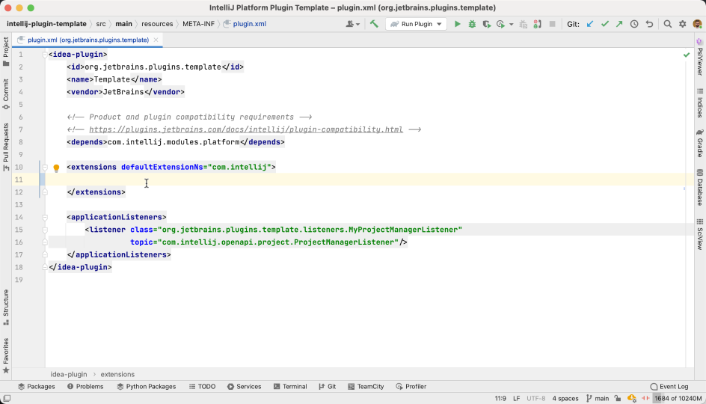 IntelliJ Platform Plugin Template – plugin.xml (org.jetbrains.plugins.template)
intellij-plugin-template › src › main › resources › META-INF › plugin.xml
Run Plugin
Git:
plugin.xml (org.jetbrains.plugins.template)
Project
Commit
Pull Requests
Structure
Favorites
1 <idea-plugin>
2 <id>org.jetbrains.plugins.template</id>
3 <name>Template</name>
4 <vendor>JetBrains</vendor>
5
6 <!-- Product and plugin compatibility requirements -->
7 <!-- https://plugins.jetbrains.com/docs/intellij/plugin-compatibility.html -->
8 <depends>com.intellij.modules.platform</depends>
9
10 <extensions defaultExtensionNs="com.intellij">
11
12 </extensions>
13
14 <applicationListeners>
15 <listener class="org.jetbrains.plugins.template.listeners.MyProjectManagerListener"
16 topic="com.intellij.openapi.project.ProjectManagerListener"/>
17 </applicationListeners>
18 </idea-plugin>
19
PsiViewer
Indices
Gradle
Database
SciView
idea-plugin › extensions
Packages
Problems
Python Packages
TODO
Services
Terminal
Git
TeamCity
Profiler
Event Log
11:9 LF UTF-8 4 spaces main 1684 of 10240M